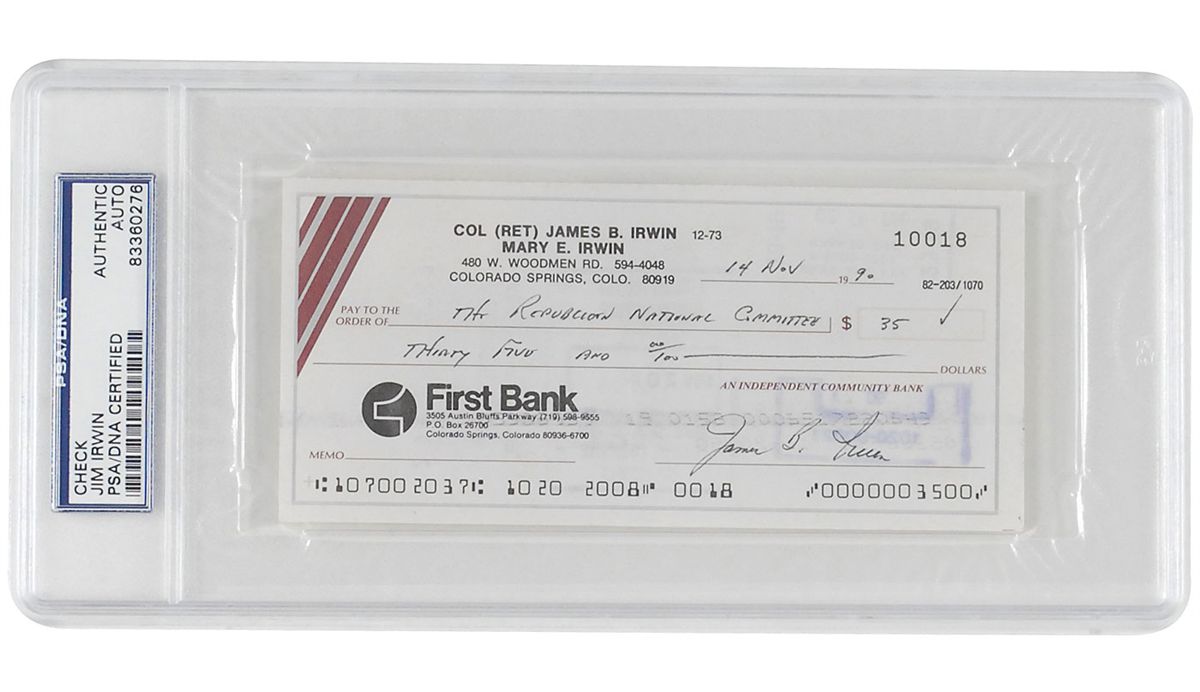 PSA/DNA
CHECK
JIM IRWIN
PSA/DNA CERTIFIED
AUTHENTIC
AUTO
83360276
COL (RET) JAMES B. IRWIN 12-73
MARY E. IRWIN
480 W. WOODMEN RD. 594-4048
COLORADO SPRINGS, COLO. 80919
10018
14 Nov 19 90
82-203/1070
PAY TO THE
ORDER OF The Republican National Committee $ 35
Thirty Five and 00/100
DOLLARS
First Bank
AN INDEPENDENT COMMUNITY BANK
3505 Austin Bluffs Parkway (719) 598-9555
P.O. Box 26700
Colorado Springs, Colorado 80936-6700
MEMO
James B. Irwin
⑆107002037⑆ 1020 2008⑈ 0018 ⑇0000003500⑇